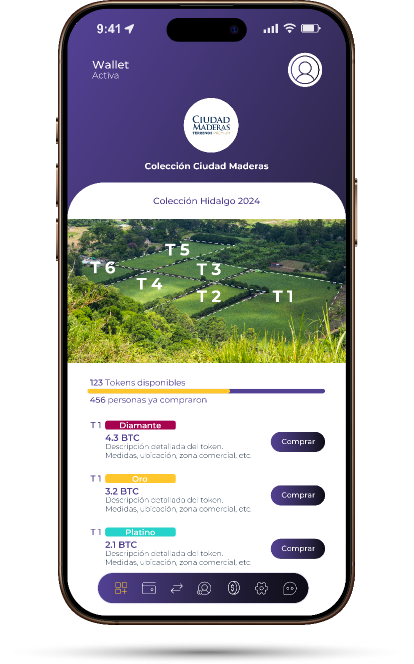 9:41
Wallet
Activa
CIUDAD
MADERAS
Colección Ciudad Maderas
Colección Hidalgo 2024
T 5
T 6
T 3
T 4
T 2
T 1
123 Tokens disponibles
456 personas ya compraron
T 1 Diamante
4.3 BTC
Descripción detallada del token.
Medidas, ubicación, zona comercial, etc
Comprar
T 1 Oro
3.2 BTC
Descripción detallada del token.
Medidas, ubicación, zona comercial, etc.
Comprar
T 1 Platino
2.1 BTC
Descripción detallada del token.
Medidas, ubicación, zona comercial, etc
Comprar